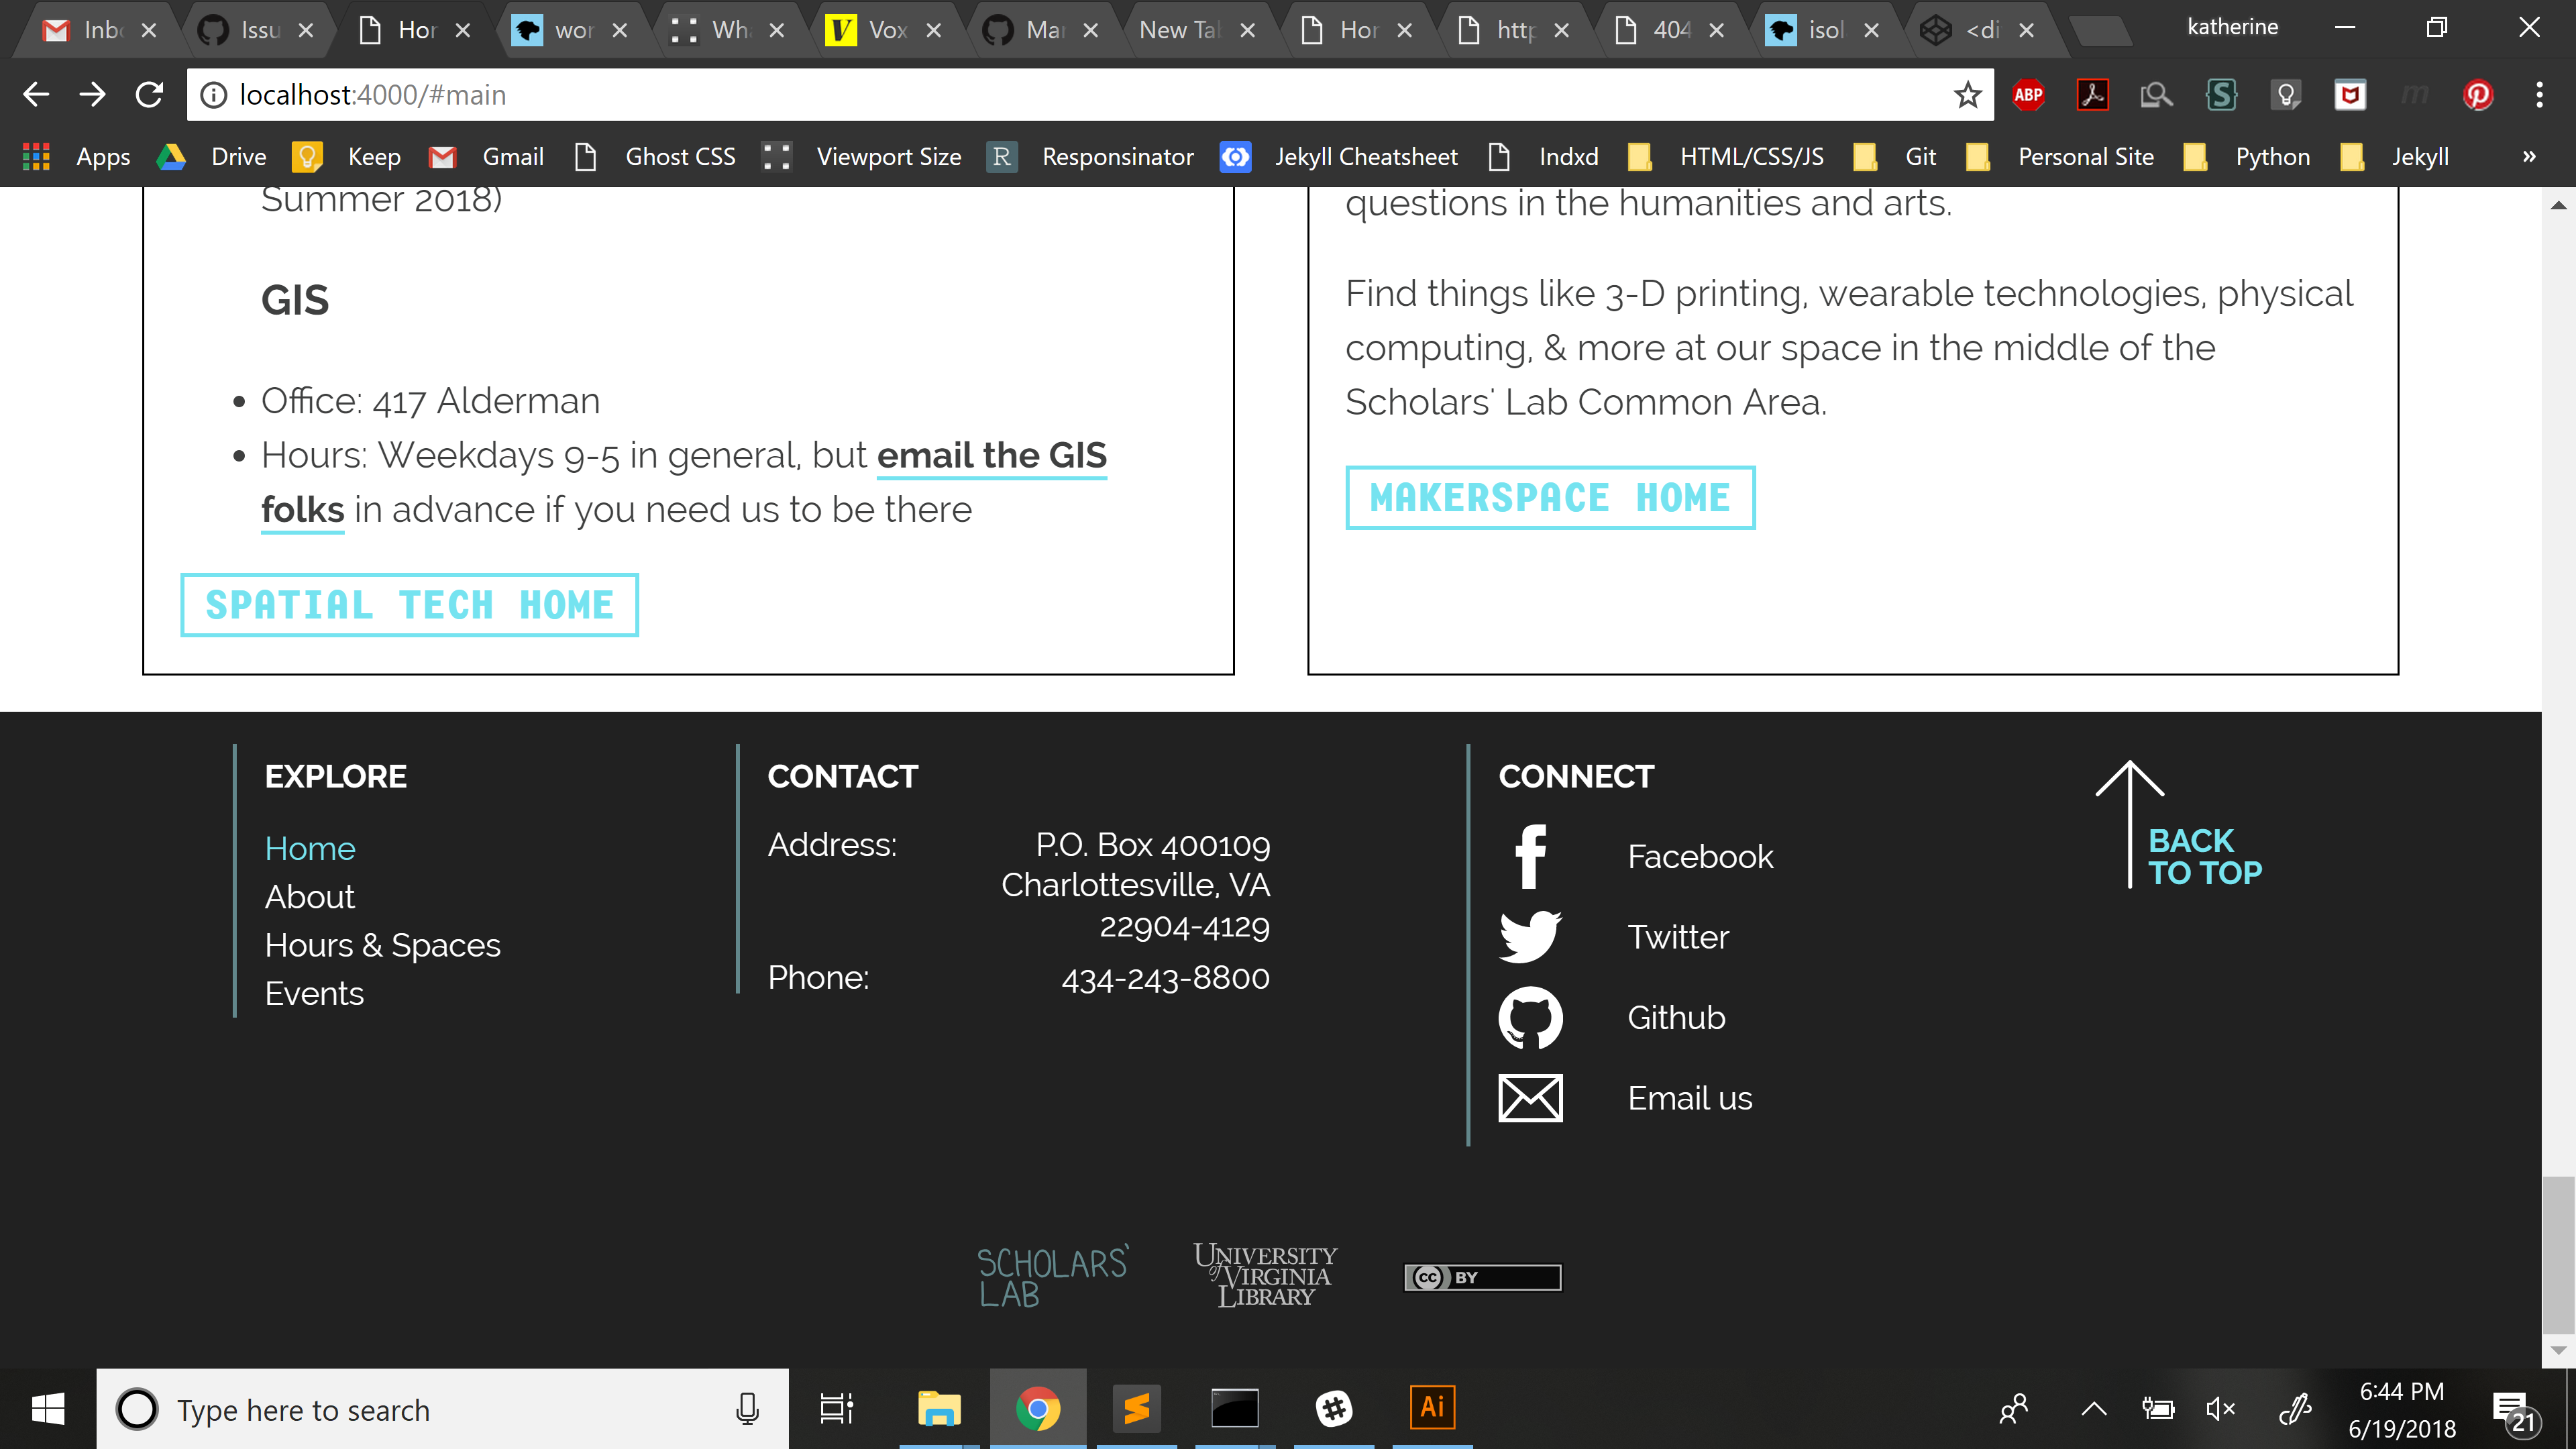 Inb
Issu
Hor
wor
Wha
Vox
Mar
New Tab
Hor
http
404
isol
<di
katherine
localhost:4000/#main
ABP
Apps
Drive
Keep
Gmail
Ghost CSS
Viewport Size
R
Responsinator
Jekyll Cheatsheet
Indxd
HTML/CSS/JS
Git
Personal Site
Python
Jekyll
»
Summer 2018)
GIS
• Office: 417 Alderman
• Hours: Weekdays 9-5 in general, but email the GIS
folks in advance if you need us to be there
SPATIAL TECH HOME
questions in the humanities and arts.
Find things like 3-D printing, wearable technologies, physical
computing, & more at our space in the middle of the
Scholars' Lab Common Area.
MAKERSPACE HOME
EXPLORE
Home
About
Hours & Spaces
Events
CONTACT
Address:
P.O. Box 400109
Charlottesville, VA
22904-4129
Phone:
434-243-8800
CONNECT
Facebook
Twitter
Github
Email us
BACK
TO TOP
SCHOLARS'
LAB
UNIVERSITY
of VIRGINIA
LIBRARY
cc BY
Type here to search
Ai
6:44 PM
6/19/2018
21